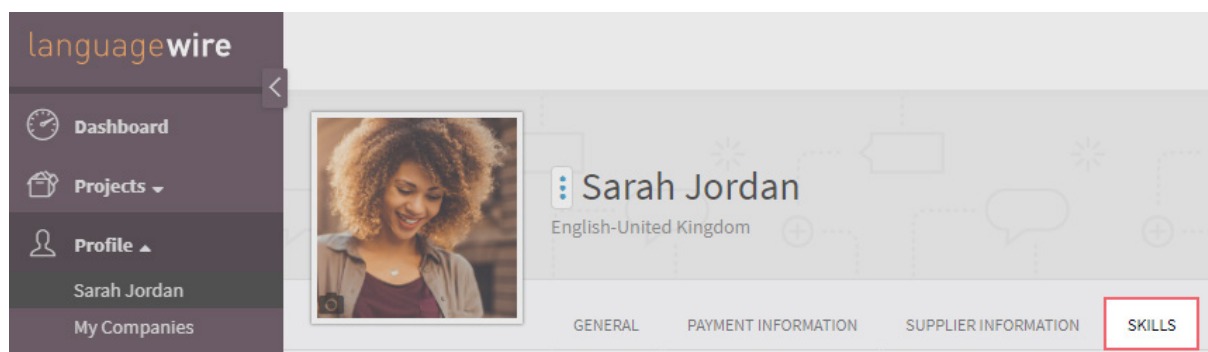 languagewire
Dashboard
Projects
Profile
Sarah Jordan
My Companies
Sarah Jordan
English-United Kingdom
GENERAL PAYMENT INFORMATION SUPPLIER INFORMATION SKILLS